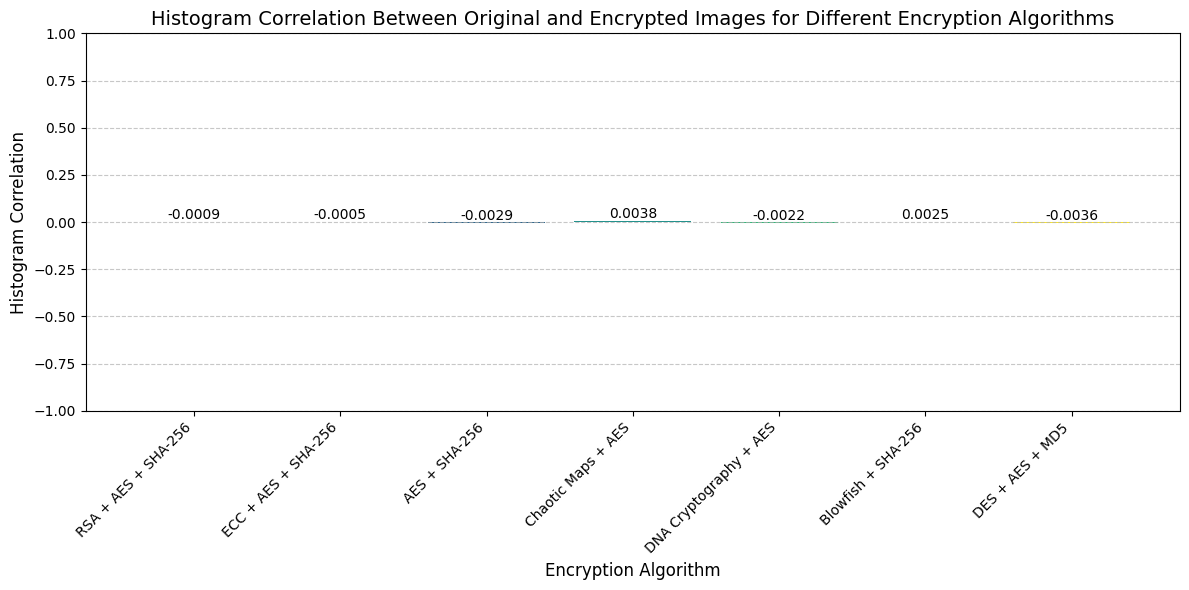 Histogram Correlation Between Original and Encrypted Images for Different Encryption Algorithms
Histogram Correlation
1.00
0.75
0.50
0.25
0.00
−0.25
−0.50
−0.75
−1.00
-0.0009
-0.0005
-0.0029
0.0038
-0.0022
0.0025
-0.0036
RSA + AES + SHA-256
ECC + AES + SHA-256
AES + SHA-256
Chaotic Maps + AES
DNA Cryptography + AES
Blowfish + SHA-256
DES + AES + MD5
Encryption Algorithm